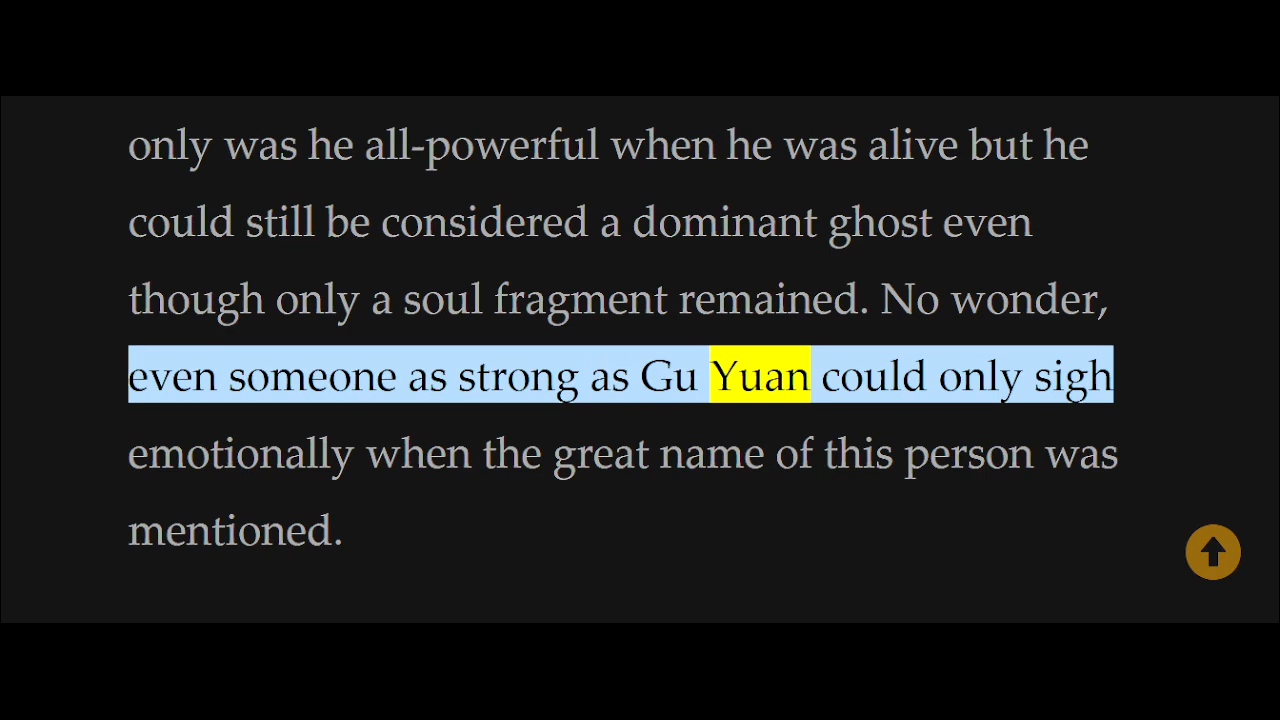 only was he all-powerful when he was alive but he
could still be considered a dominant ghost even
though only a soul fragment remained. No wonder,
even someone as strong as Gu Yuan could only sigh
emotionally when the great name of this person was
mentioned.